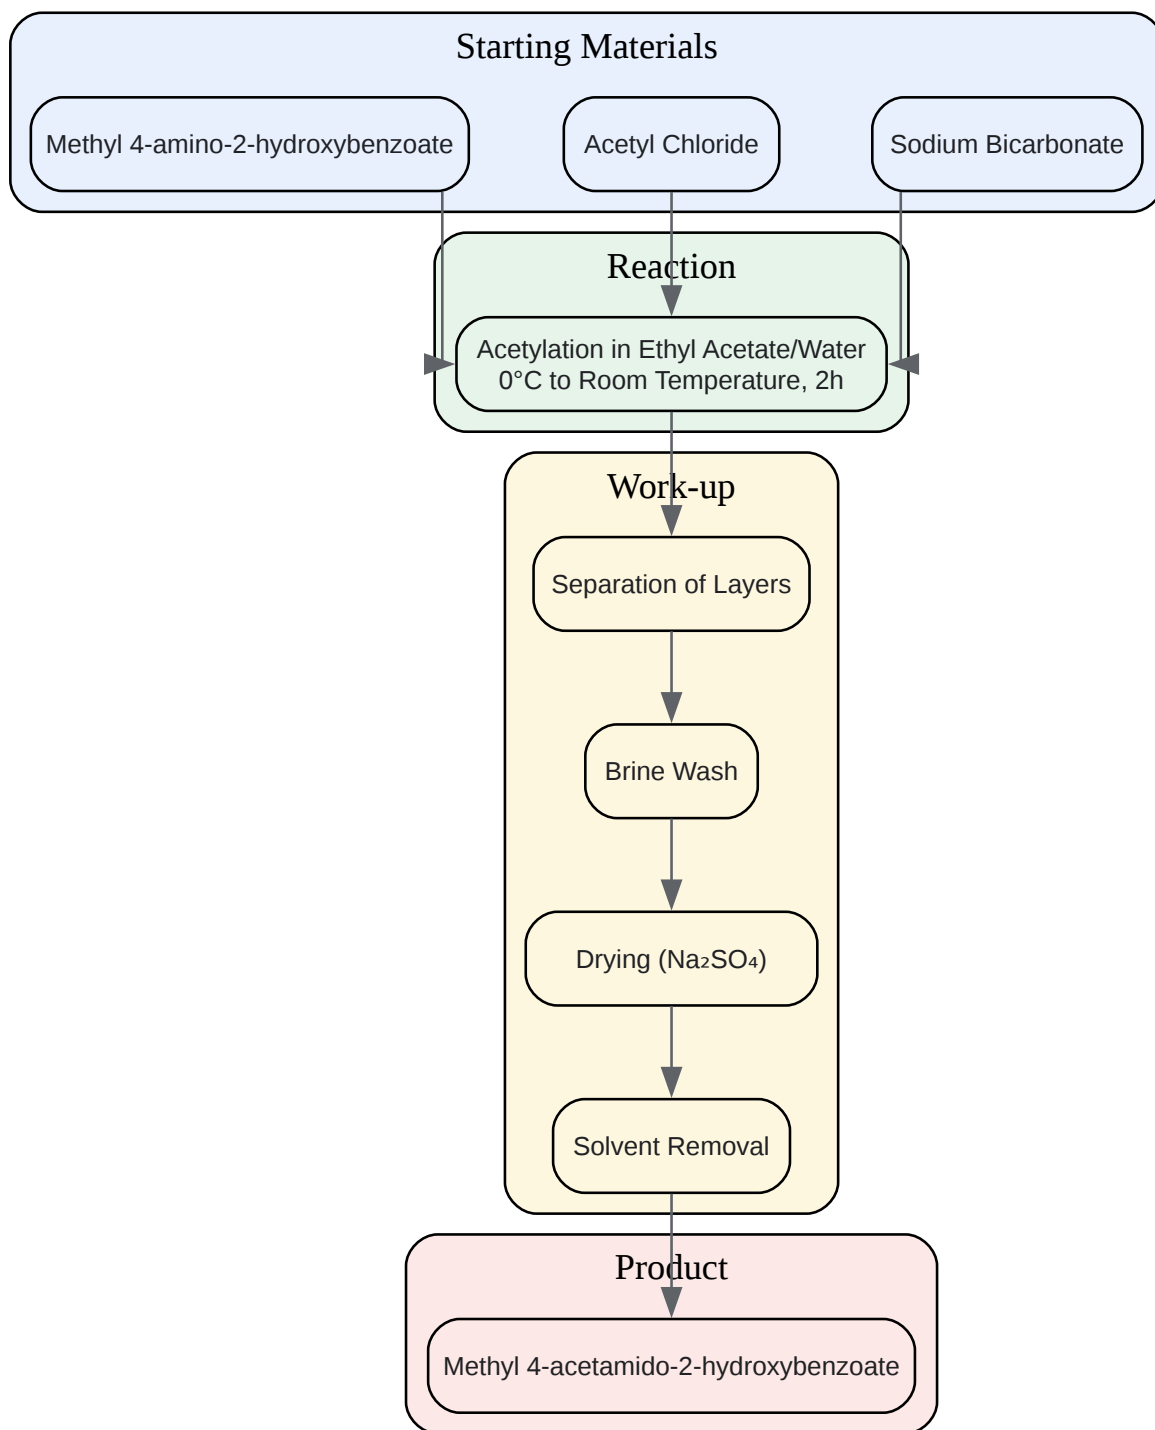 Starting Materials
Methyl 4-amino-2-hydroxybenzoate
Acetyl Chloride
Sodium Bicarbonate
Reaction
Acetylation in Ethyl Acetate/Water
0°C to Room Temperature, 2h
Work-up
Separation of Layers
Brine Wash
Drying (Na₂SO₄)
Solvent Removal
Product
Methyl 4-acetamido-2-hydroxybenzoate